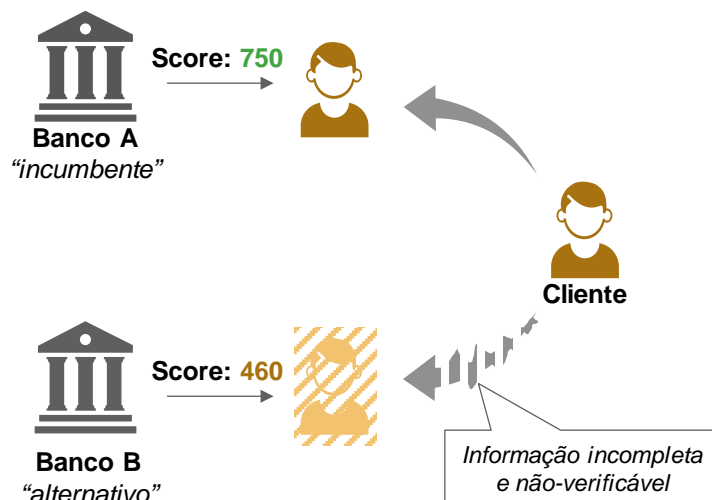 Score: 750
Banco A
“incumbente”
Cliente
Score: 460
Banco B
“alternativo”
Informação incompleta
e não-verificável